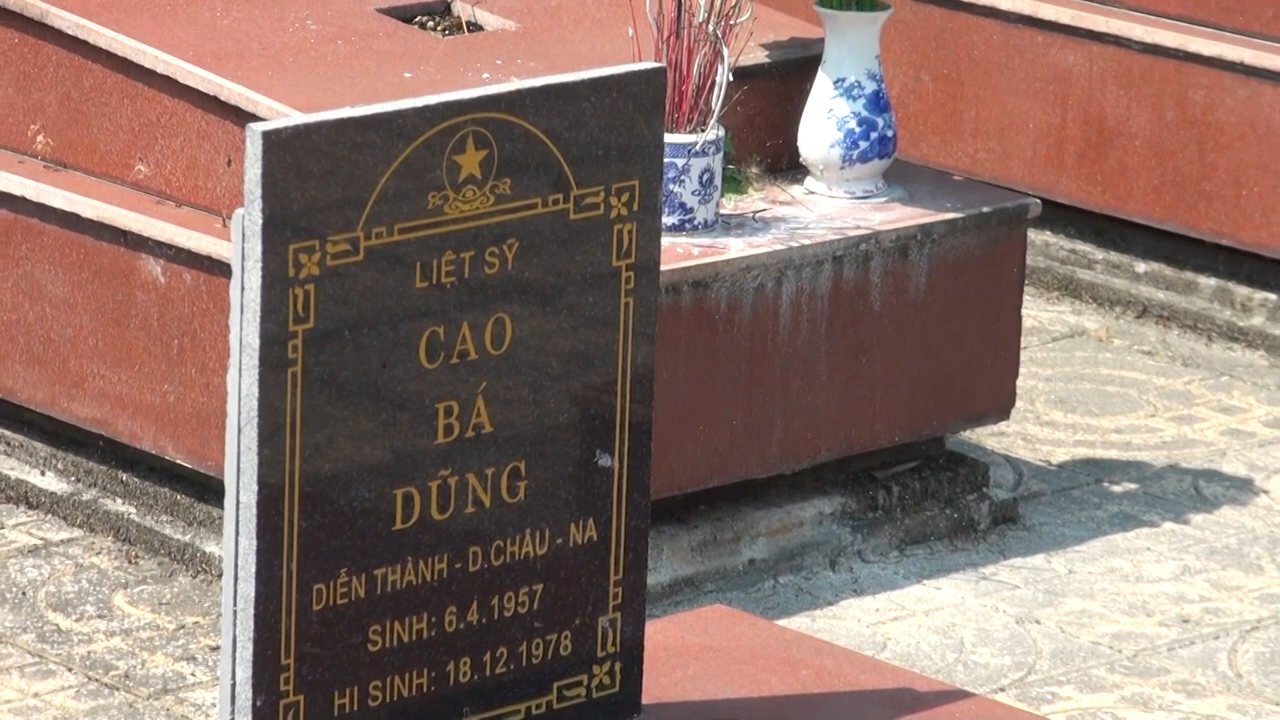 LIỆT SỸ
CAO
BÁ
DŨNG
DIỄN THÀNH - D.CHÂU - NA
SINH: 6.4.1957
HI SINH: 18.12.1978